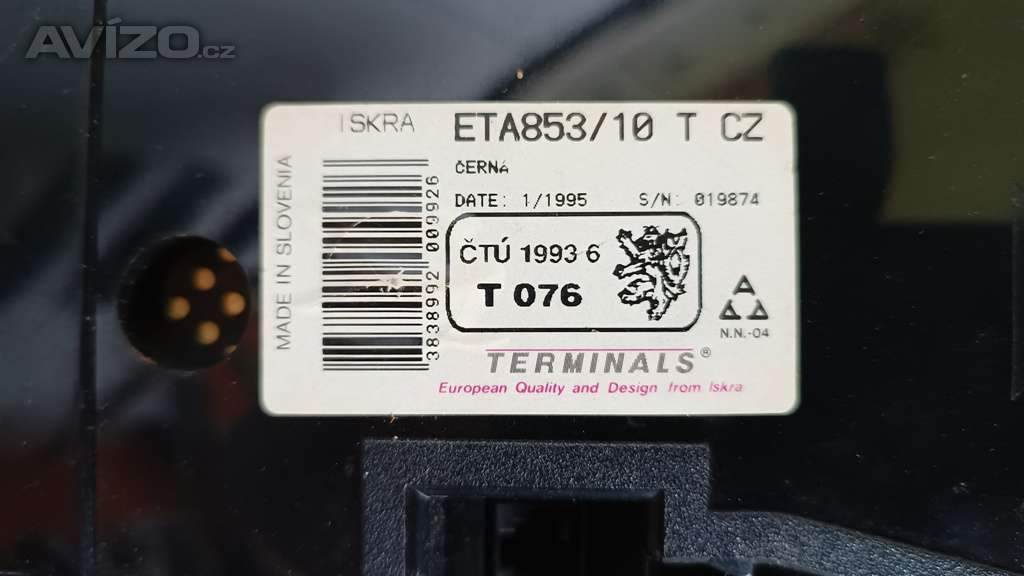 AVÍZO.cz
ISKRA ETA853/10 T CZ
ČERNÁ
DATE: 1/1995 S/N: 019874
MADE IN SLOVENIA
3838992 009926
ČTÚ 1993 6
T 076
N.N.-04
TERMINALS®
European Quality and Design from Iskra